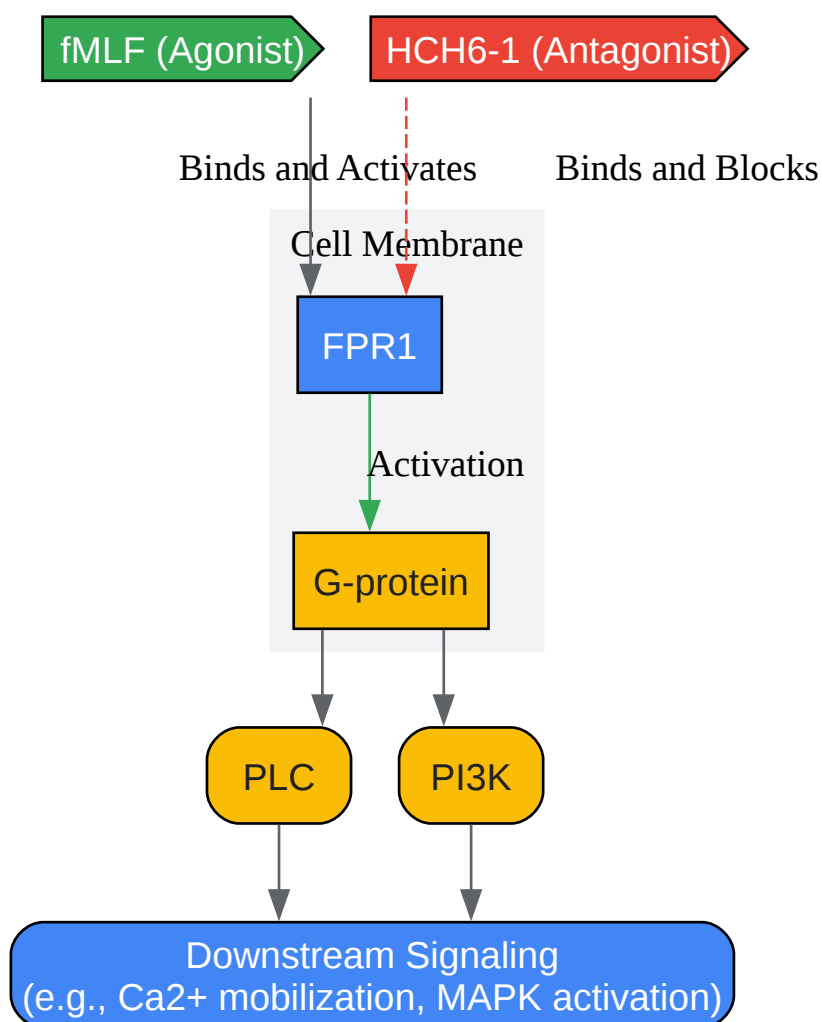 fMLF (Agonist)
HCH6-1 (Antagonist)
Binds and Activates
Binds and Blocks
Cell Membrane
FPR1
Activation
G-protein
PLC
PI3K
Downstream Signaling
(e.g., Ca2+ mobilization, MAPK activation)